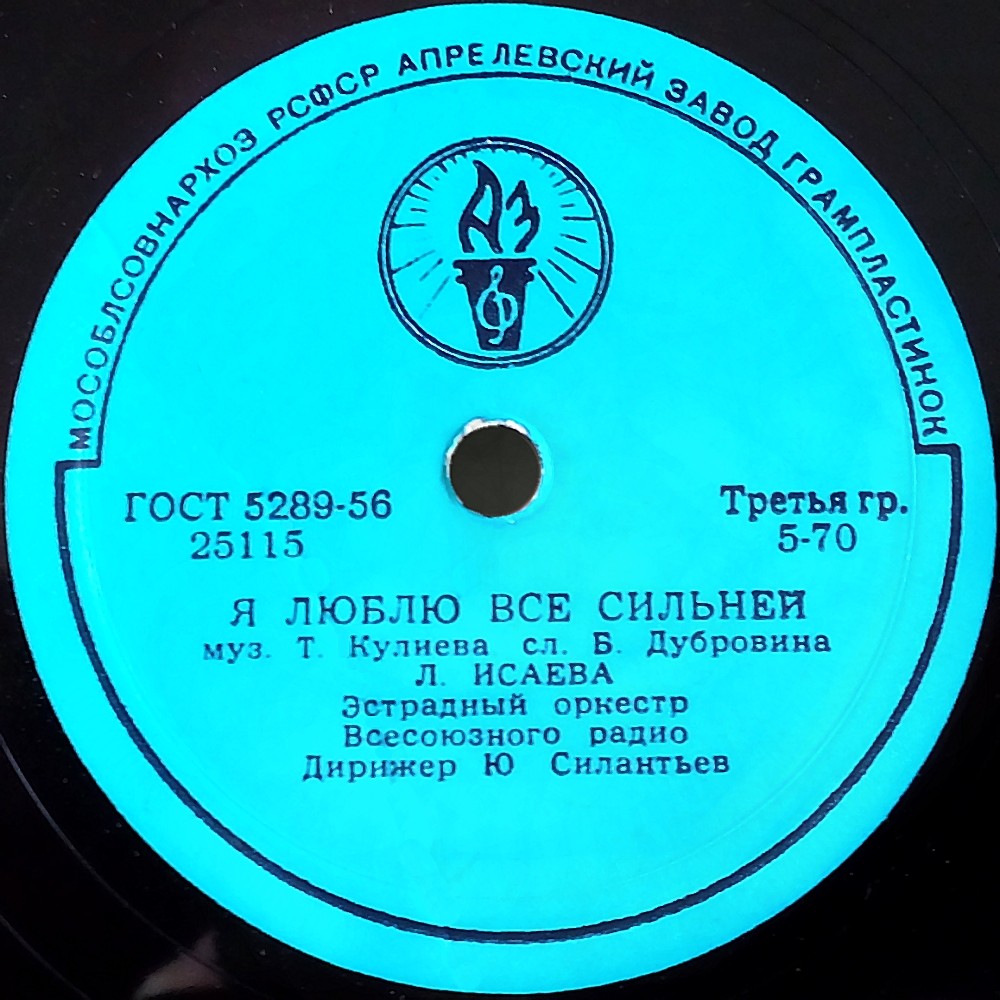 МОСОБЛСОВНАРХОЗ РСФСР АПРЕЛЕВСКИЙ ЗАВОД ГРАМПЛАСТИНОК
АЗ
ГОСТ 5289-56
25115
Третья гр.
5-70
Я ЛЮБЛЮ ВСЕ СИЛЬНЕЙ
муз. Т. Кулиева сл. Б. Дубровина
Л. ИСАЕВА
Эстрадный оркестр
Всесоюзного радио
Дирижер Ю Силантьев